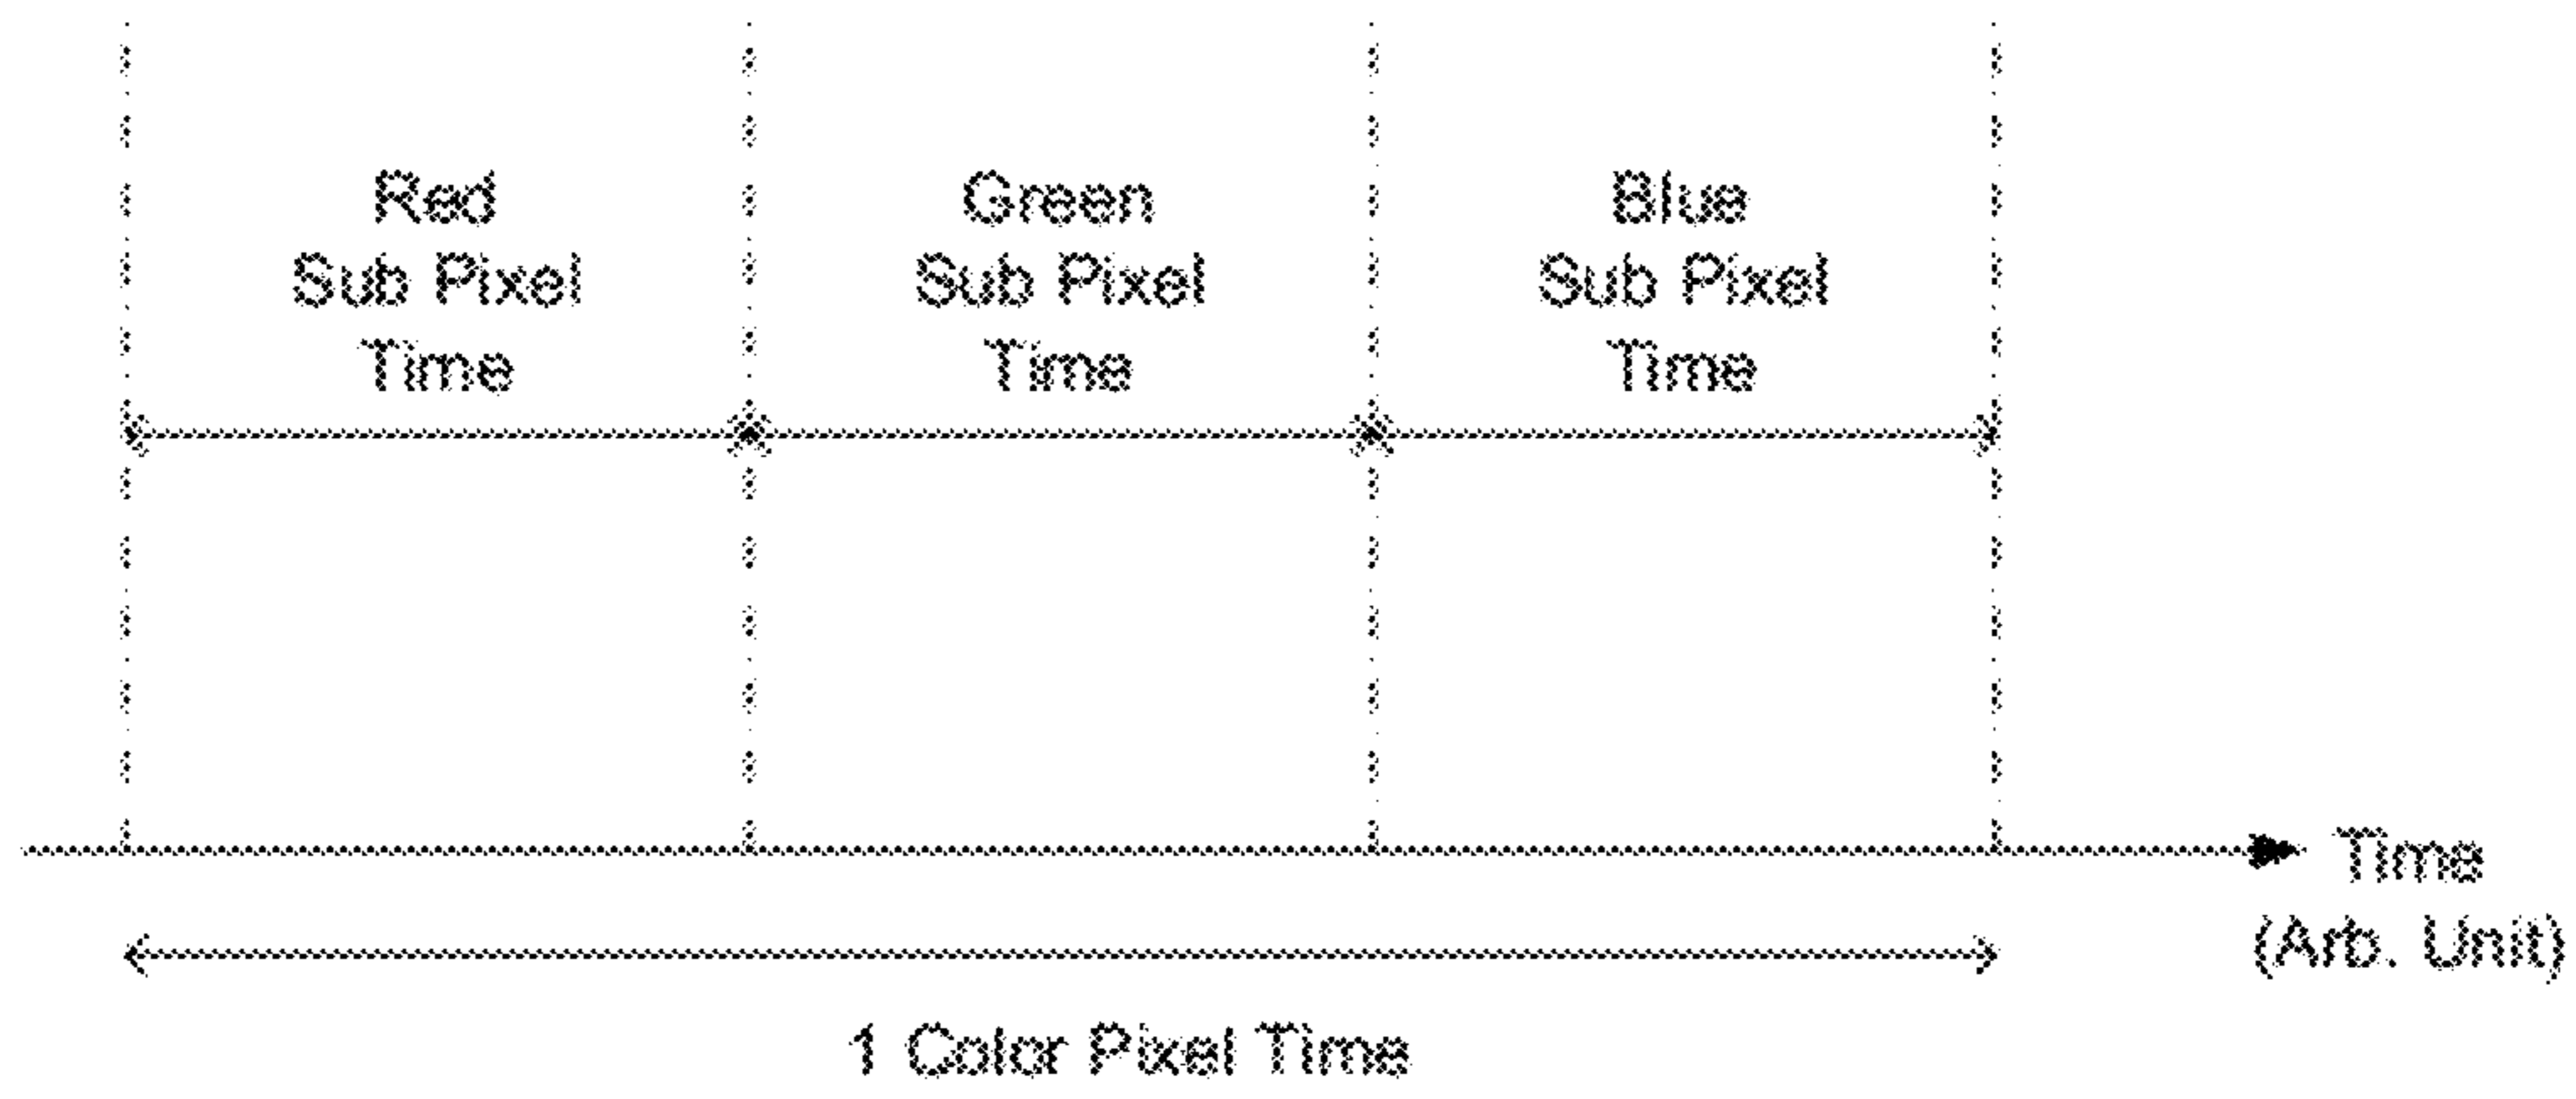 Red
Sub Pixel
Time
Green
Sub Pixel
Time
Blue
Sub Pixel
Time
Time
(Arb. Unit)
1 Color Pixel Time